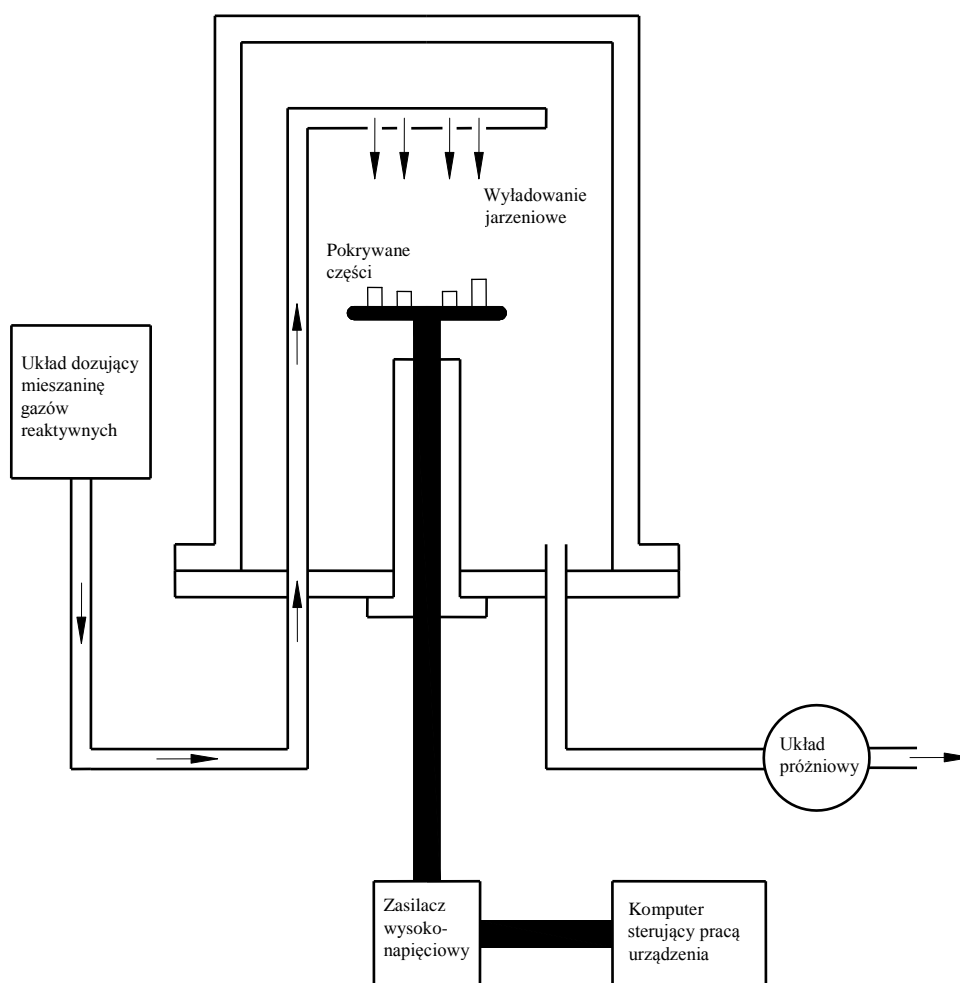 Wyładowanie
jarzeniowe
Pokrywane
części
Układ dozujący
mieszaninę
gazów
reaktywnych
Układ
próżniowy
Zasilacz
wysoko-
napięciowy
Komputer
sterujący pracą
urządzenia